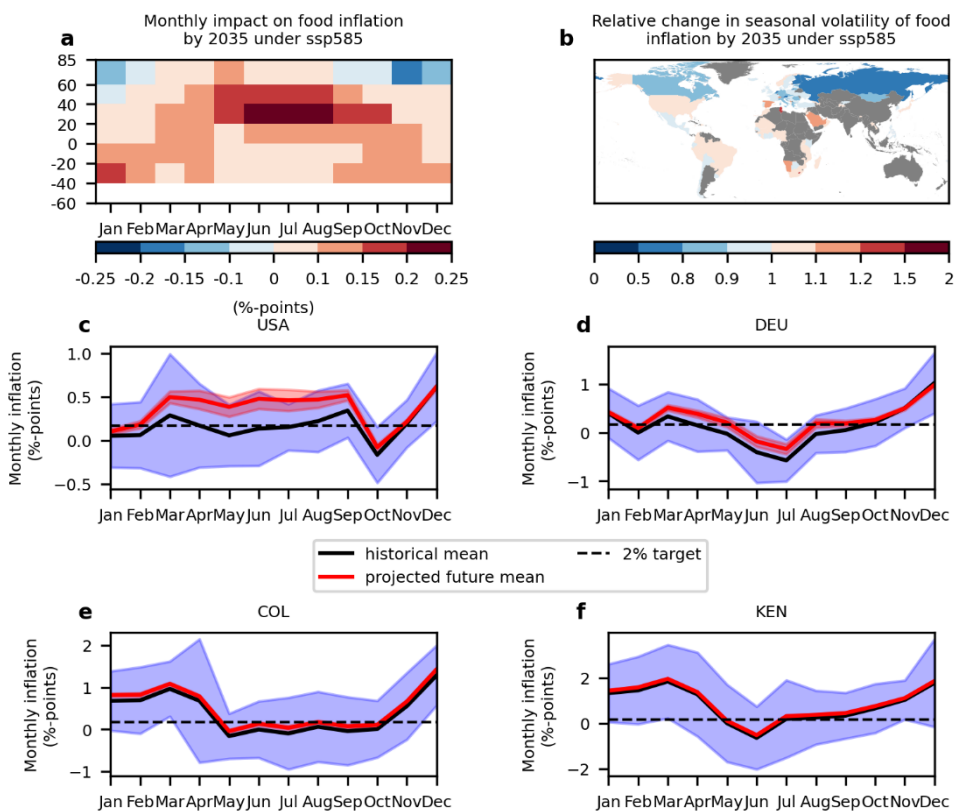 Monthly impact on food inflation
by 2035 under ssp585
a
85
60
40
20
0
-20
-40
-60
Jan Feb Mar Apr May Jun Jul Aug Sep Oct Nov Dec
-0.25 -0.2 -0.15 -0.1 0 0.1 0.15 0.2 0.25
(%-points)
Relative change in seasonal volatility of food
inflation by 2035 under ssp585
b
0 0.5 0.8 0.9 1 1.1 1.2 1.5 2
c
USA
Monthly inflation
(%-points)
1.0
0.5
0.0
−0.5
Jan Feb Mar Apr May Jun Jul Aug Sep Oct Nov Dec
d
DEU
Monthly inflation
(%-points)
1
0
−1
Jan Feb Mar Apr May Jun Jul Aug Sep Oct Nov Dec
historical mean
projected future mean
2% target
e
COL
Monthly inflation
(%-points)
2
1
0
−1
Jan Feb Mar Apr May Jun Jul Aug Sep Oct Nov Dec
f
KEN
Monthly inflation
(%-points)
2
0
−2
Jan Feb Mar Apr May Jun Jul Aug Sep Oct Nov Dec